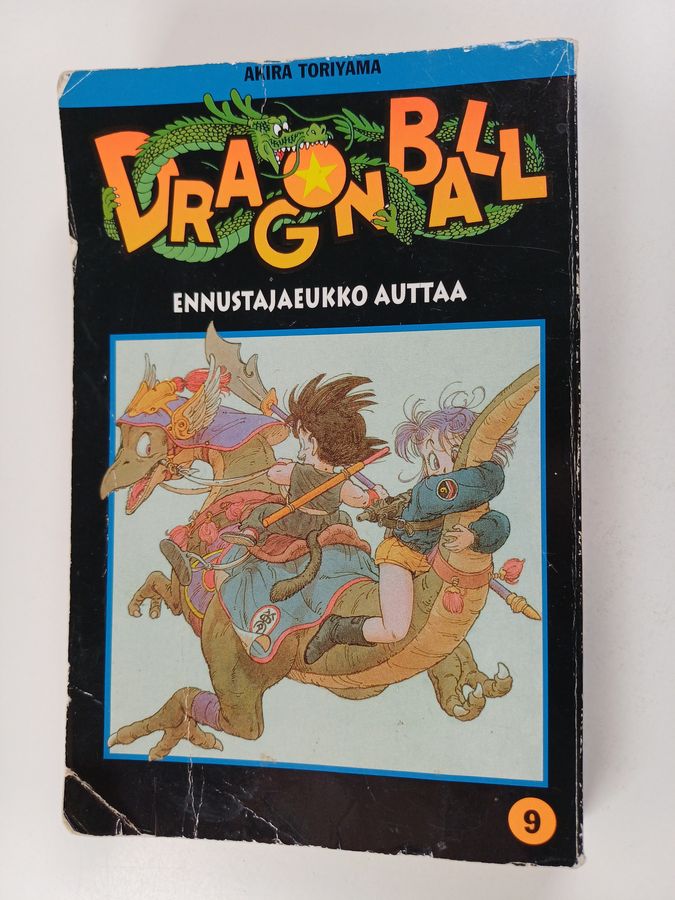 AKIRA TORIYAMA
DRAGON BALL
ENNUSTAJAEUKKO AUTTAA
9